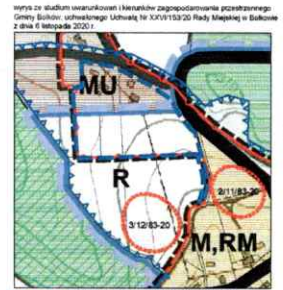 wyrys ze studium uwarunkowań i kierunków zagospodarowania przestrzennego
Gminy Bolków, uchwalonego Uchwałą Nr XXVI/153/20 Rady Miejskiej w Bolkowie
z dnia 6 listopada 2020 r.
MU
R
2/11/83-20
3/12/83-20
M,RM